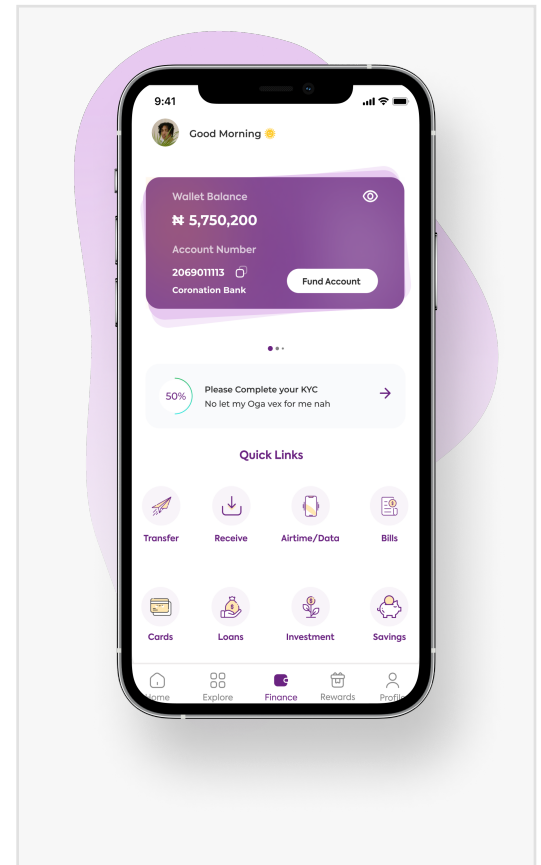 9:41
Good Morning 🌞
Wallet Balance
₦ 5,750,200
Account Number
2069011113
Coronation Bank
Fund Account
50%
Please Complete your KYC
No let my Oga vex for me nah
Quick Links
Transfer Receive Airtime/Data Bills
Cards Loans Investment Savings
Home Explore Finance Rewards Profile